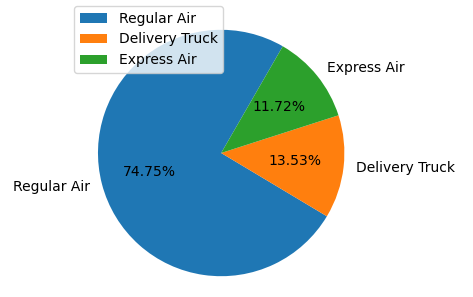 Regular Air
Delivery Truck
Express Air
Express Air
11.72%
13.53%
Delivery Truck
74.75%
Regular Air